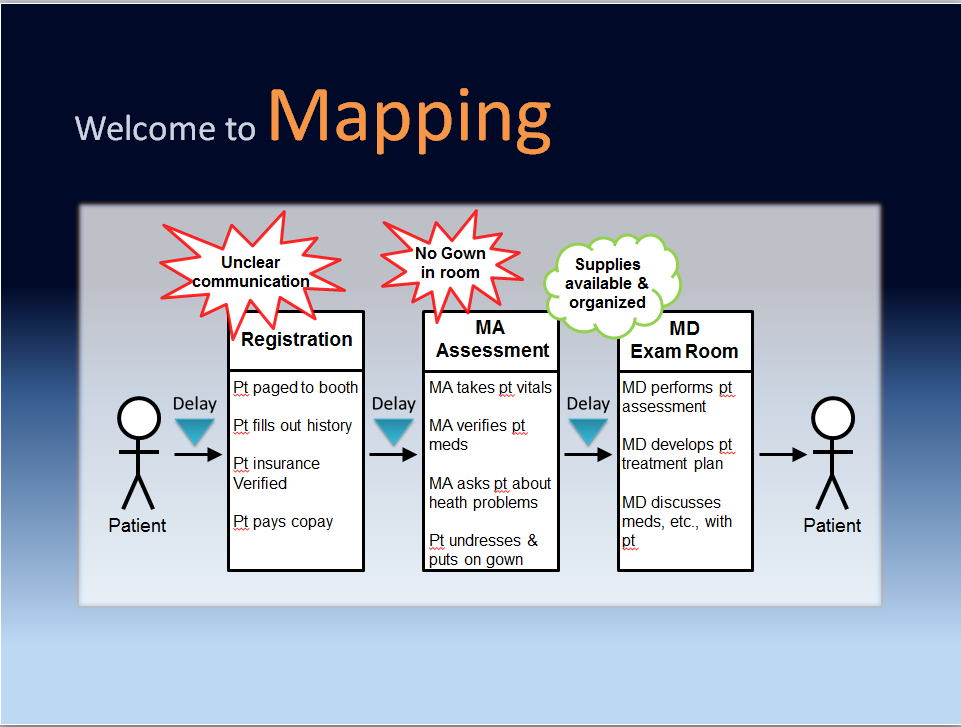 Welcome to Mapping
Unclear
communication
No Gown
in room
Supplies
available &
organized
Patient
Delay
Registration
Pt paged to booth
Pt fills out history
Pt insurance
Verified
Pt pays copay
Delay
MA
Assessment
MA takes pt vitals
MA verifies pt
meds
MA asks pt about
heath problems
Pt undresses &
puts on gown
Delay
MD
Exam Room
MD performs pt
assessment
MD develops pt
treatment plan
MD discusses
meds, etc., with
pt
Patient